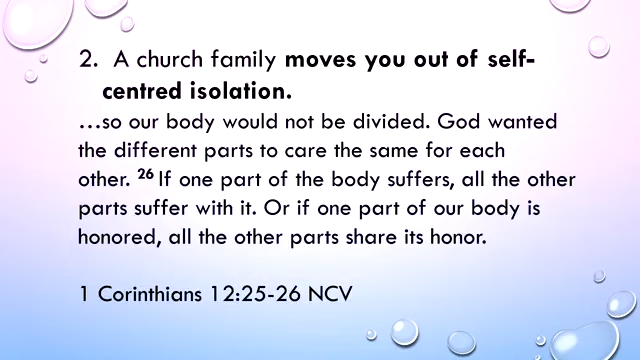 2. A church family moves you out of self-
centred isolation.
…so our body would not be divided. God wanted
the different parts to care the same for each
other. 26 If one part of the body suffers, all the other
parts suffer with it. Or if one part of our body is
honored, all the other parts share its honor.
1 Corinthians 12:25-26 NCV